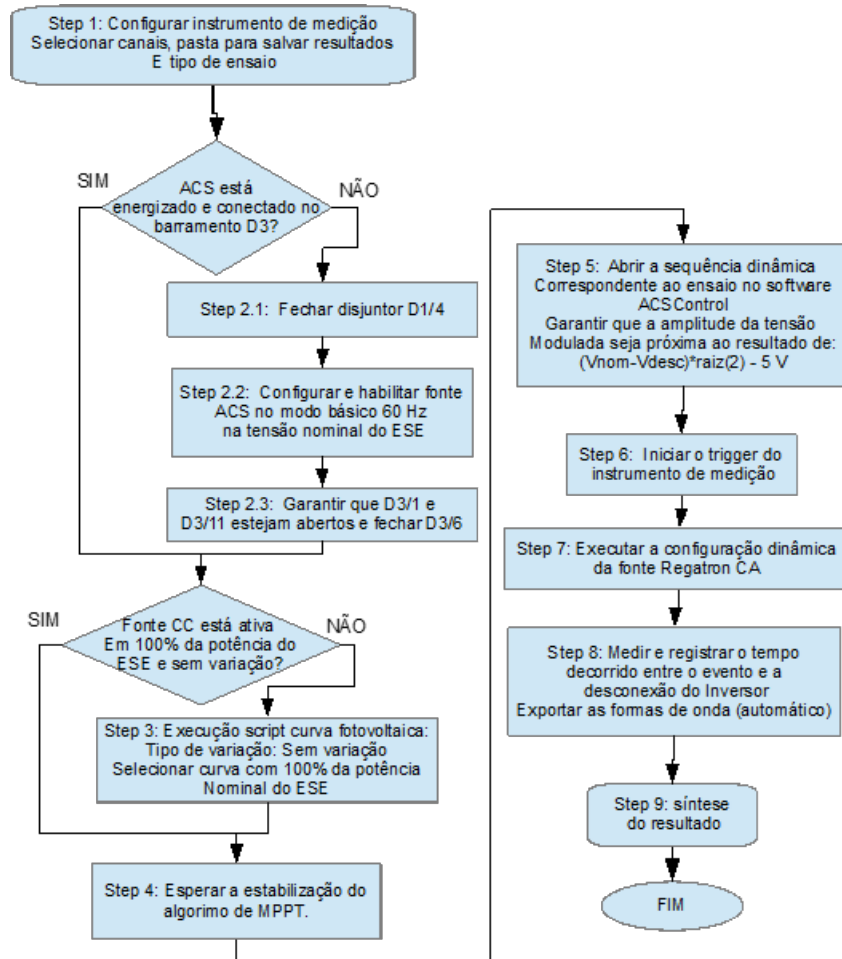 Step 1: Configurar instrumento de medição
Selecionar canais, pasta para salvar resultados
E tipo de ensaio
SIM
NÃO
ACS está
energizado e conectado no
barramento D3?
Step 2.1: Fechar disjuntor D1/4
Step 2.2: Configurar e habilitar fonte
ACS no modo básico 60 Hz
na tensão nominal do ESE
Step 2.3: Garantir que D3/1 e
D3/11 estejam abertos e fechar D3/6
SIM
NÃO
Fonte CC está ativa
Em 100% da potência do
ESE e sem variação?
Step 3: Execução script curva fotovoltaica:
Tipo de variação: Sem variação
Selecionar curva com 100% da potência
Nominal do ESE
Step 4: Esperar a estabilização do
algorimo de MPPT.
Step 5: Abrir a sequência dinâmica
Correspondente ao ensaio no software
ACSControl
Garantir que a amplitude da tensão
Modulada seja próxima ao resultado de:
(Vnom-Vdesc)*raiz(2) - 5 V
Step 6: Iniciar o trigger do
instrumento de medição
Step 7: Executar a configuração dinâmica
da fonte Regatron CA
Step 8: Medir e registrar o tempo
decorrido entre o evento e a
desconexão do Inversor
Exportar as formas de onda (automático)
Step 9: síntese
do resultado
FIM